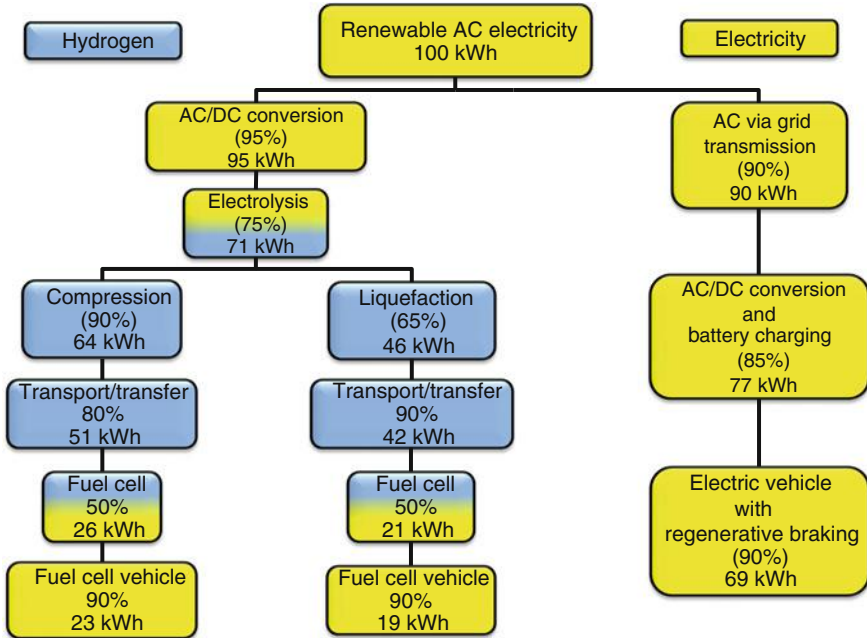 Hydrogen
Renewable AC electricity
100 kWh
Electricity
AC/DC conversion
(95%)
95 kWh
Electrolysis
(75%)
71 kWh
Compression
(90%)
64 kWh
Transport/transfer
80%
51 kWh
Fuel cell
50%
26 kWh
Fuel cell vehicle
90%
23 kWh
Liquefaction
(65%)
46 kWh
Transport/transfer
90%
42 kWh
Fuel cell
50%
21 kWh
Fuel cell vehicle
90%
19 kWh
AC via grid
transmission
(90%)
90 kWh
AC/DC conversion
and
battery charging
(85%)
77 kWh
Electric vehicle
with
regenerative braking
(90%)
69 kWh